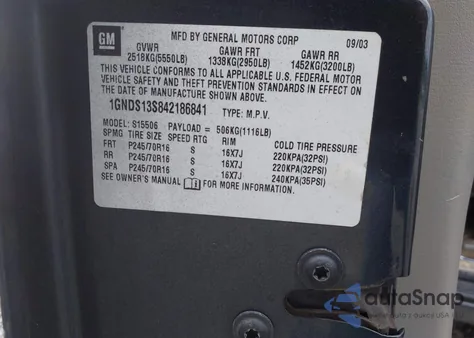 GM
MFD BY GENERAL MOTORS CORP 09/03
GVWR GAWR FRT GAWR RR
2518KG(5550LB) 1338KG(2950LB) 1452KG(3200LB)
THIS VEHICLE CONFORMS TO ALL APPLICABLE U.S. FEDERAL MOTOR
VEHICLE SAFETY AND THEFT PREVENTION STANDARDS IN EFFECT ON
THE DATE OF MANUFACTURE SHOWN ABOVE.
1GNDS13S842186841 TYPE: M.P.V.
MODEL: S15506 PAYLOAD = 506KG(1116LB)
SPMG TIRE SIZE SPEED RTG RIM COLD TIRE PRESSURE
FRT P245/70R16 S 16X7J 220KPA(32PSI)
RR P245/70R16 S 16X7J 220KPA(32PSI)
SPA P245/70R16 S 16X7J 240KPA(35PSI)
SEE OWNER'S MANUAL FOR MORE INFORMATION.
autoSnap
from auctions USA